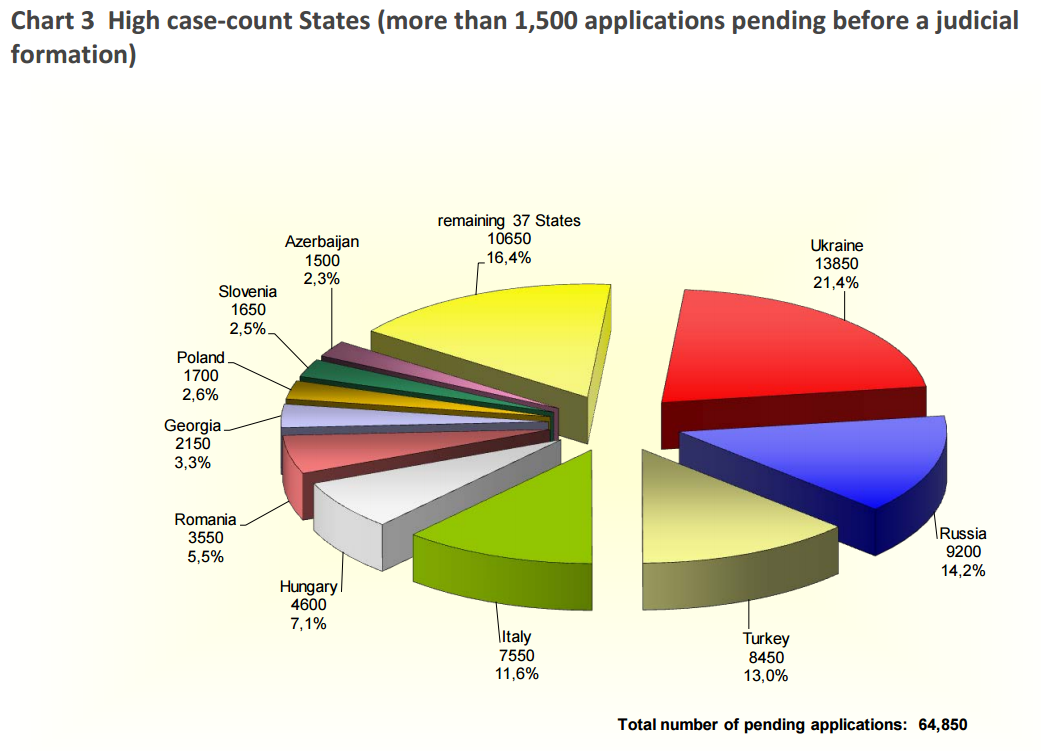 Chart 3  High case-count States (more than 1,500 applications pending before a judicial
formation)
remaining 37 States
10650
16,4%
Ukraine
13850
21,4%
Azerbaijan
1500
2,3%
Slovenia
1650
2,5%
Poland
1700
2,6%
Georgia
2150
3,3%
Romania
3550
5,5%
Russia
9200
14,2%
Hungary
4600
7,1%
Italy
7550
11,6%
Turkey
8450
13,0%
Total number of pending applications:  64,850